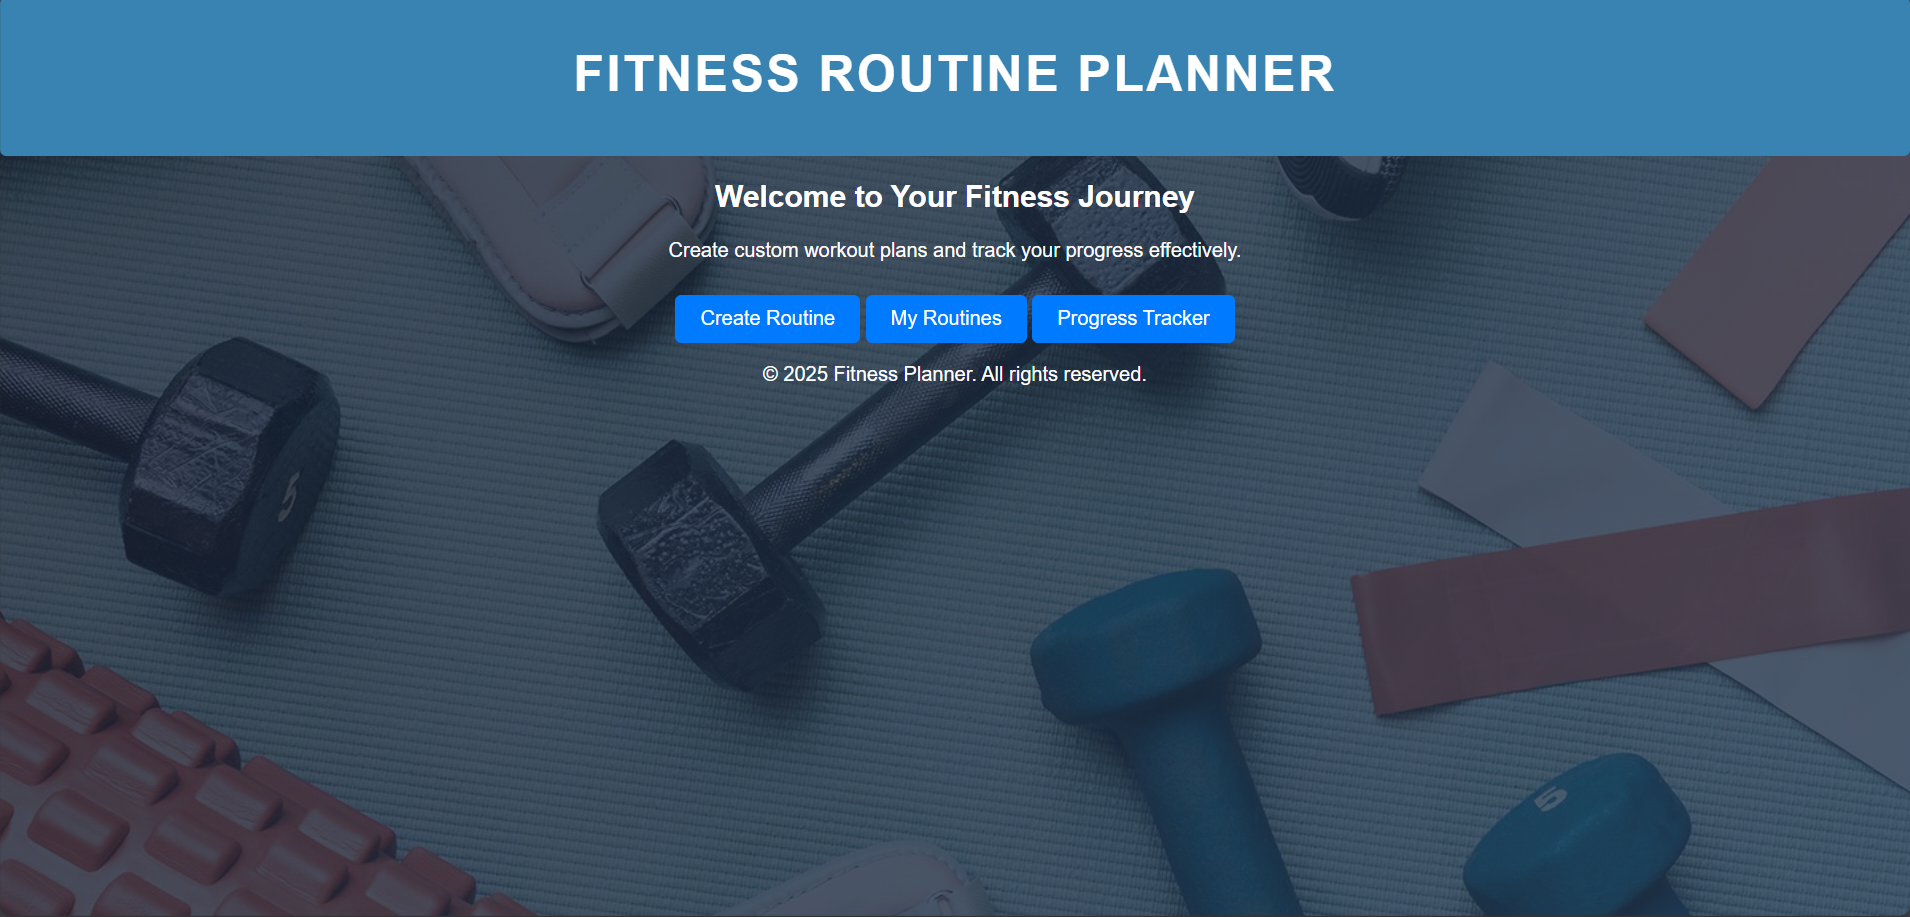 FITNESS ROUTINE PLANNER
Welcome to Your Fitness Journey
Create custom workout plans and track your progress effectively.
Create Routine My Routines Progress Tracker
© 2025 Fitness Planner. All rights reserved.
5
5